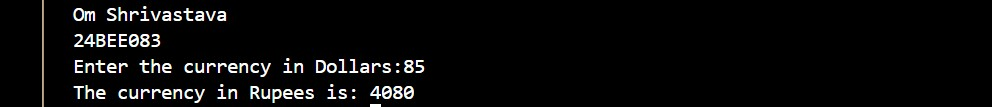 Om Shrivastava
24BEE083
Enter the currency in Dollars:85
The currency in Rupees is: 4080